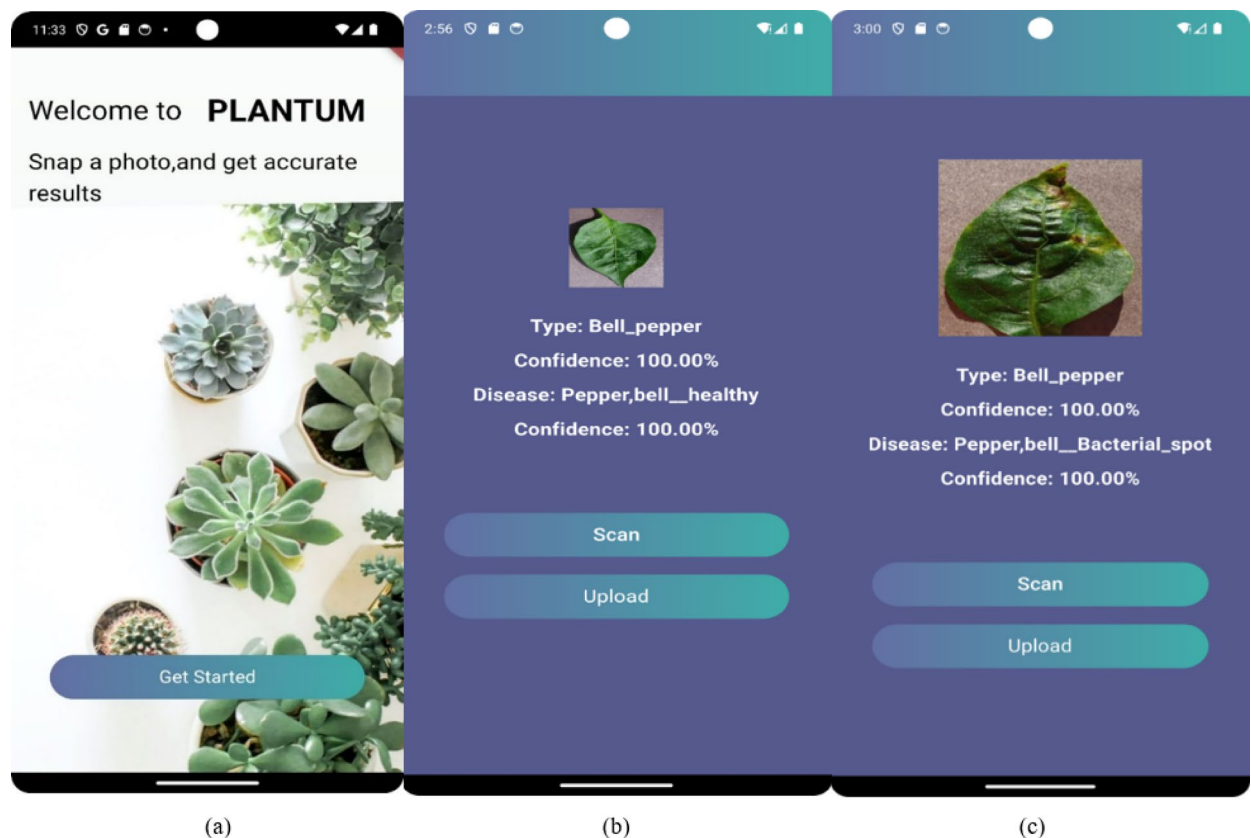 11:33
Welcome to PLANTUM
Snap a photo,and get accurate
results
Get Started
(a)
2:56
Type: Bell_pepper
Confidence: 100.00%
Disease: Pepper,bell__healthy
Confidence: 100.00%
Scan
Upload
(b)
3:00
Type: Bell_pepper
Confidence: 100.00%
Disease: Pepper,bell__Bacterial_spot
Confidence: 100.00%
Scan
Upload
(c)